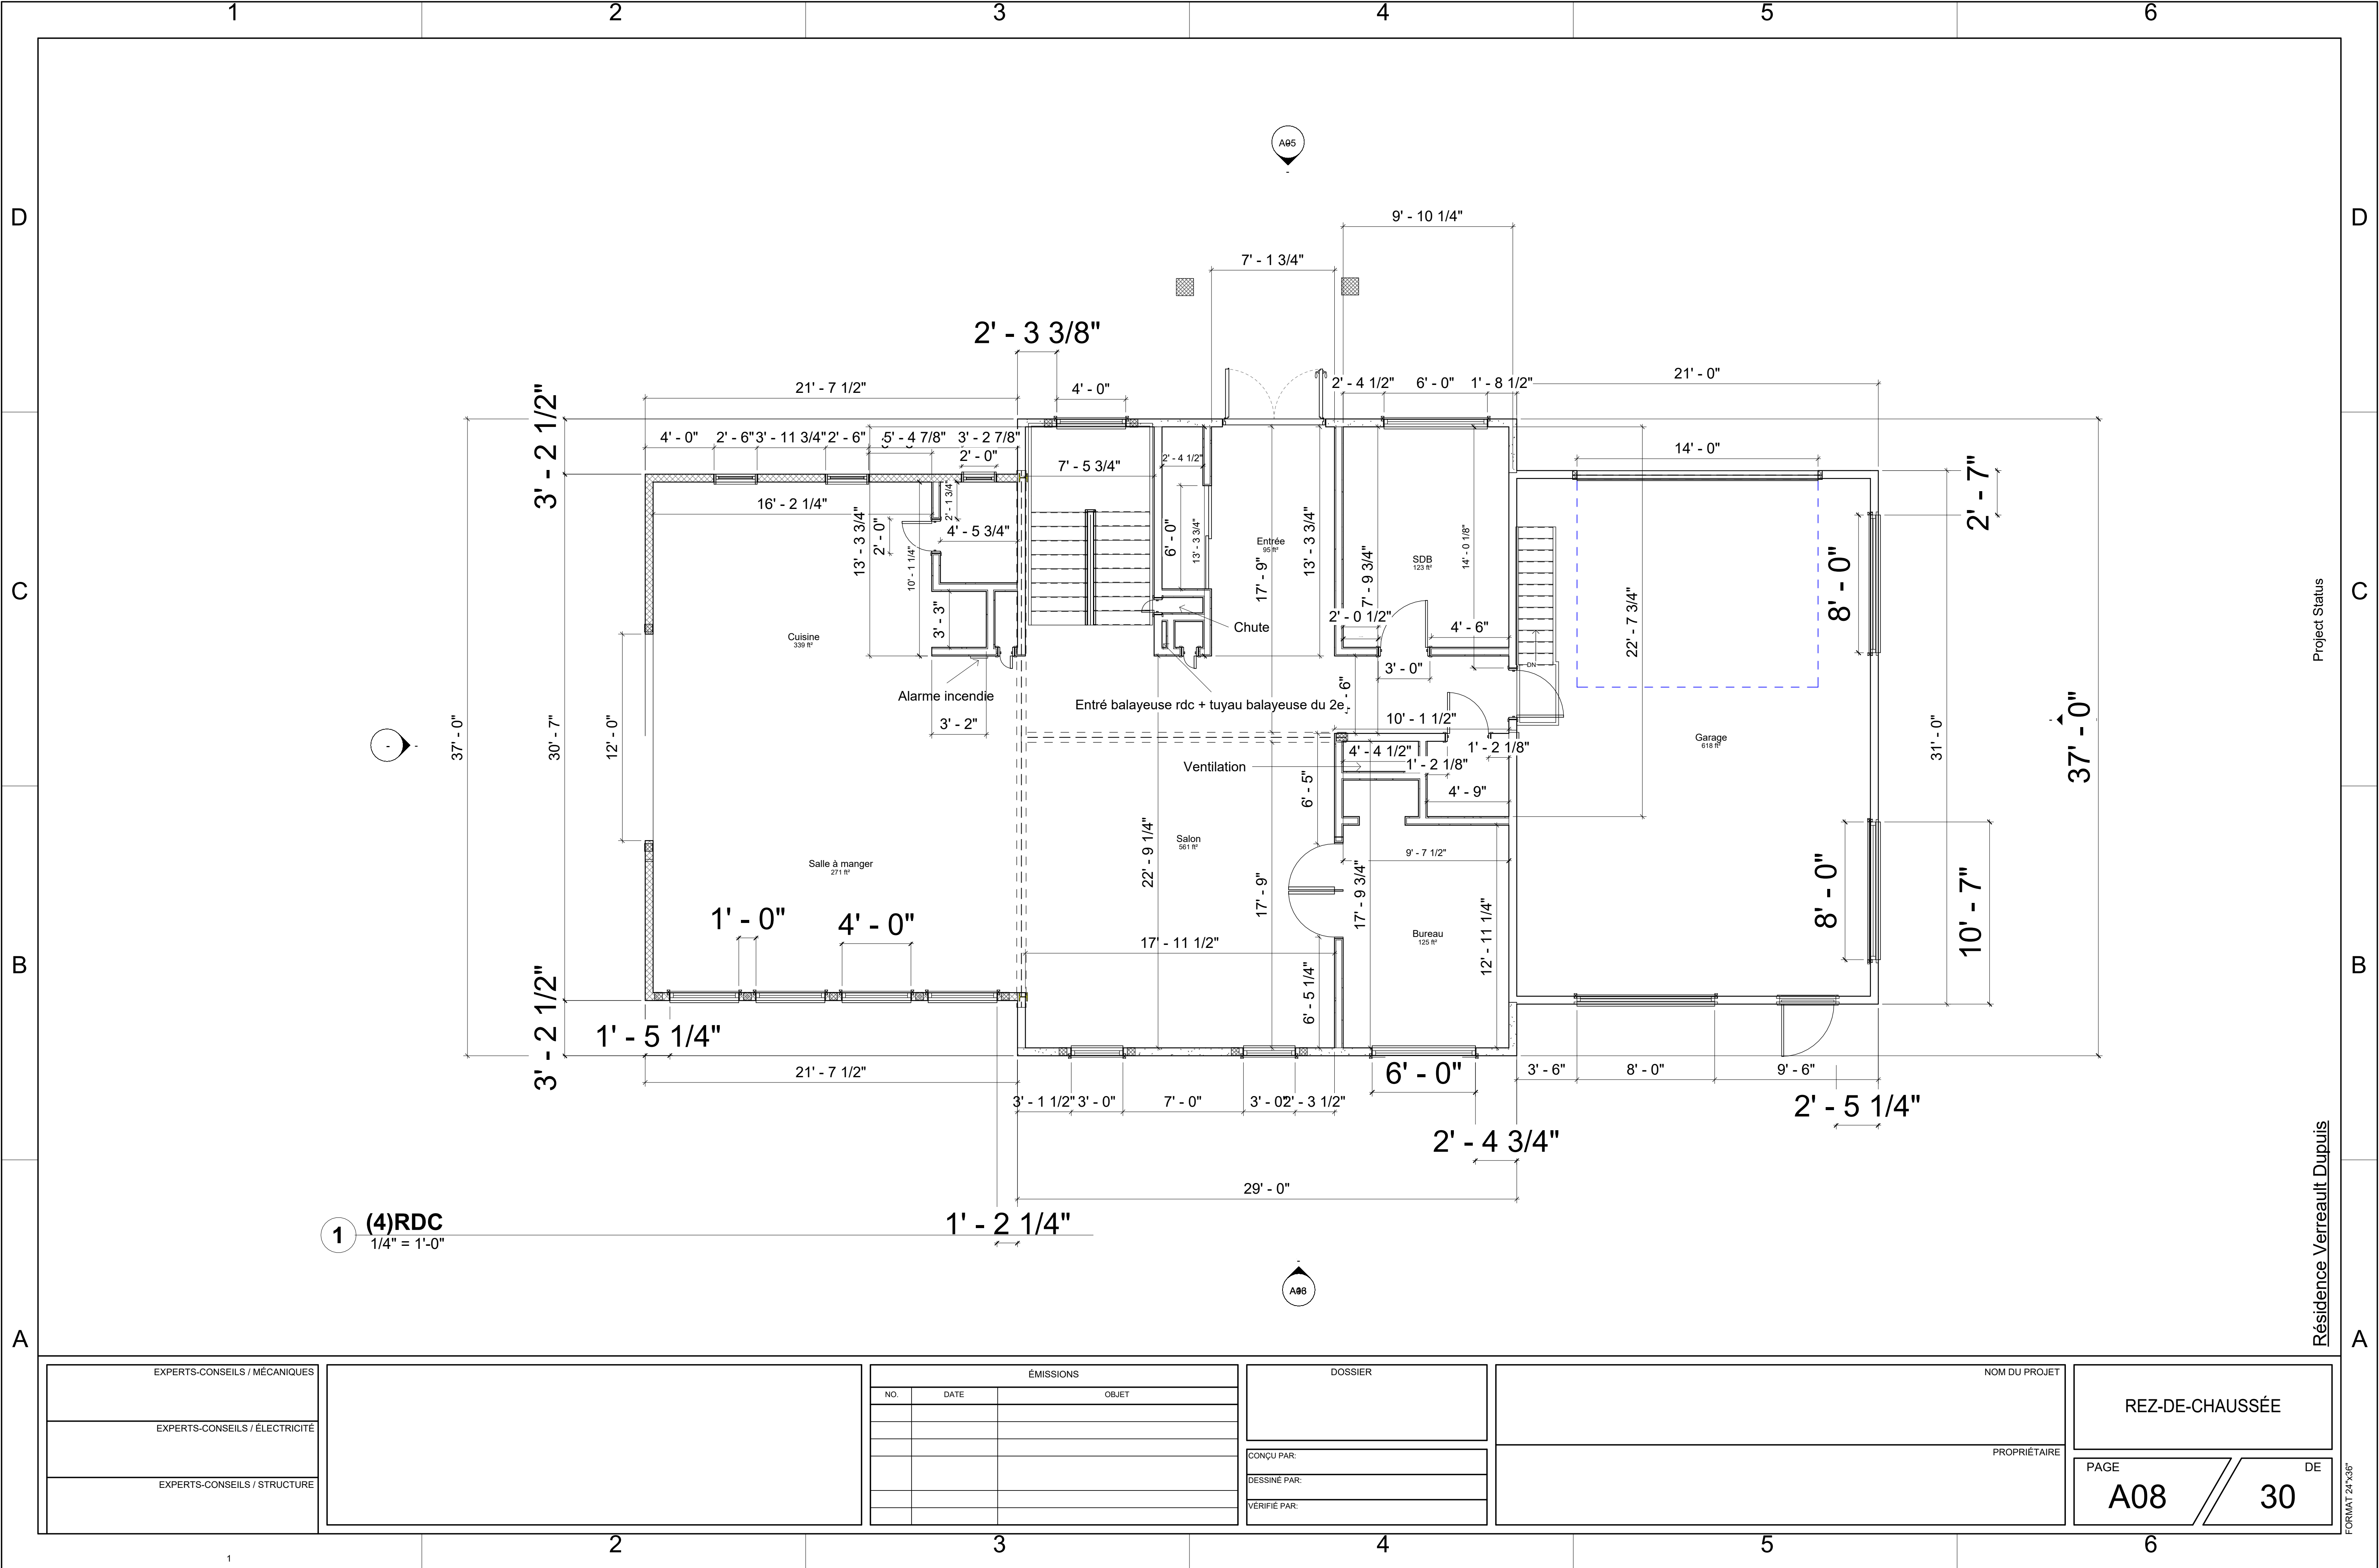 1 2 3 4 5 6
D D
C C
B B
A A
A05
-
9' - 10 1/4"
7' - 1 3/4"
2' - 3 3/8"
21' - 7 1/2"
4' - 0"
2' - 4 1/2" 6' - 0" 1' - 8 1/2"
21' - 0"
3' - 2 1/2"
4' - 0" 2' - 6" 3' - 11 3/4" 2' - 6" 5' - 4 7/8" 3' - 2 7/8"
2' - 0"
7' - 5 3/4"
2' - 4 1/2"
14' - 0"
2' - 7"
16' - 2 1/4"
2' - 1 3/4"
13' - 3 3/4"
2' - 0"
4' - 5 3/4"
10' - 1 1/4"
6' - 0"
13' - 3 3/4"
Entrée
95 ft²
17' - 9"
13' - 3 3/4"
7' - 9 3/4"
SDB
123 ft²
14' - 0 1/8"
8' - 0"
22' - 7 3/4"
3' - 3"
Chute
2' - 0 1/2"
4' - 6"
Cuisine
339 ft²
DN
3' - 0"
Alarme incendie
Entré balayeuse rdc + tuyau balayeuse du 2e
3' - 2"
10' - 1 1/2"
37' - 0"
30' - 7"
12' - 0"
- -
4' - 4 1/2" 1' - 2 1/8"
Ventilation
1' - 2 1/8"
Garage
618 ft²
31' - 0"
37' - 0"
-
6' - 5"
4' - 9"
Salon
561 ft²
22' - 9 1/4"
9' - 7 1/2"
Salle à manger
271 ft²
17' - 9"
17' - 9 3/4"
8' - 0"
10' - 7"
1' - 0" 4' - 0"
Bureau
125 ft²
12' - 11 1/4"
17' - 11 1/2"
6' - 5 1/4"
3' - 2 1/2"
1' - 5 1/4"
21' - 7 1/2"
6' - 0"
3' - 6" 8' - 0" 9' - 6"
3' - 1 1/2" 3' - 0" 7' - 0" 3' - 0" 2' - 3 1/2"
2' - 5 1/4"
2' - 4 3/4"
29' - 0"
1' - 2 1/4"
1 (4)RDC
1/4" = 1'-0"
-
Project Status
Résidence Verreault Dupuis
EXPERTS-CONSEILS / MÉCANIQUES
EXPERTS-CONSEILS / ÉLECTRICITÉ
EXPERTS-CONSEILS / STRUCTURE
ÉMISSIONS
NO. DATE OBJET
DOSSIER
CONÇU PAR:
DESSINÉ PAR:
VÉRIFIÉ PAR:
NOM DU PROJET
PROPRIÉTAIRE
REZ-DE-CHAUSSÉE
PAGE DE
A08 30
FORMAT 24"x36"
1
2 3 4 5 6